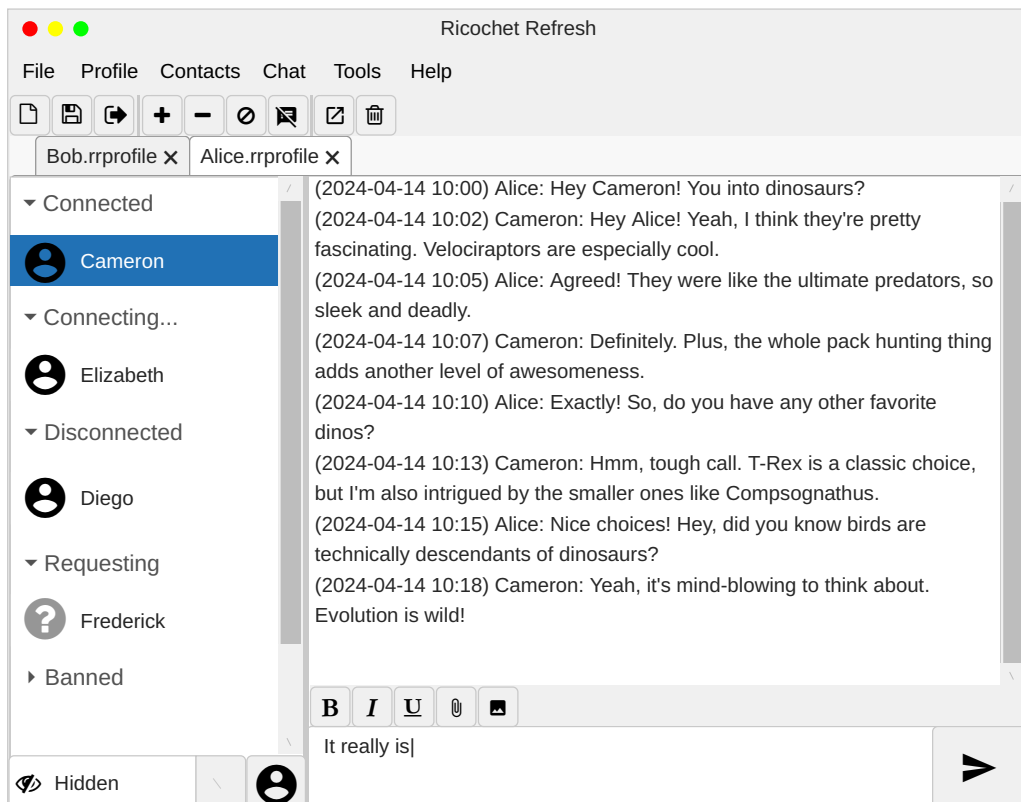 Ricochet Refresh
File Profile Contacts Chat Tools Help
Bob.rrprofile
Alice.rrprofile
Connected
Cameron
Connecting...
Elizabeth
Disconnected
Diego
Requesting
Frederick
Banned
Hidden
(2024-04-14 10:00) Alice: Hey Cameron! You into dinosaurs?
(2024-04-14 10:02) Cameron: Hey Alice! Yeah, I think they're pretty
fascinating. Velociraptors are especially cool.
(2024-04-14 10:05) Alice: Agreed! They were like the ultimate predators, so
sleek and deadly.
(2024-04-14 10:07) Cameron: Definitely. Plus, the whole pack hunting thing
adds another level of awesomeness.
(2024-04-14 10:10) Alice: Exactly! So, do you have any other favorite
dinos?
(2024-04-14 10:13) Cameron: Hmm, tough call. T-Rex is a classic choice,
but I'm also intrigued by the smaller ones like Compsognathus.
(2024-04-14 10:15) Alice: Nice choices! Hey, did you know birds are
technically descendants of dinosaurs?
(2024-04-14 10:18) Cameron: Yeah, it's mind-blowing to think about.
Evolution is wild!
B I U
It really is